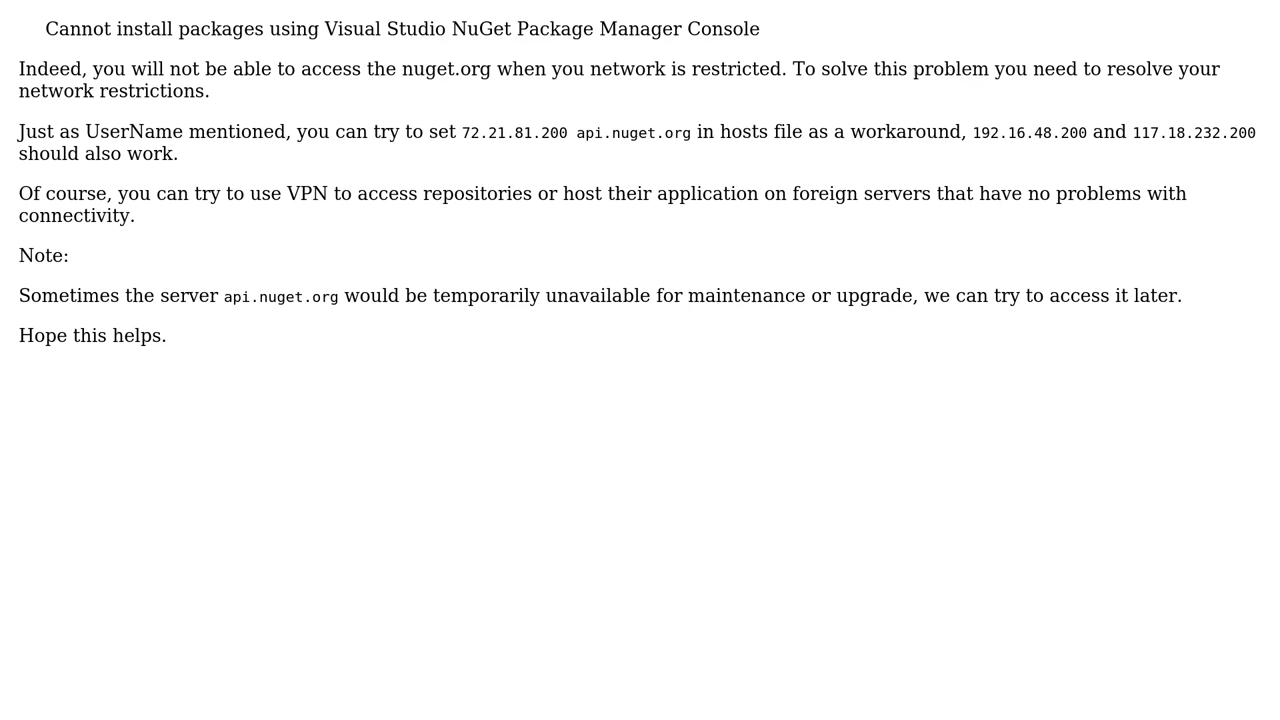 Cannot install packages using Visual Studio NuGet Package Manager Console
Indeed, you will not be able to access the nuget.org when you network is restricted. To solve this problem you need to resolve your
network restrictions.
Just as UserName mentioned, you can try to set 72.21.81.200 api.nuget.org in hosts file as a workaround, 192.16.48.200 and 117.18.232.200
should also work.
Of course, you can try to use VPN to access repositories or host their application on foreign servers that have no problems with
connectivity.
Note:
Sometimes the server api.nuget.org would be temporarily unavailable for maintenance or upgrade, we can try to access it later.
Hope this helps.